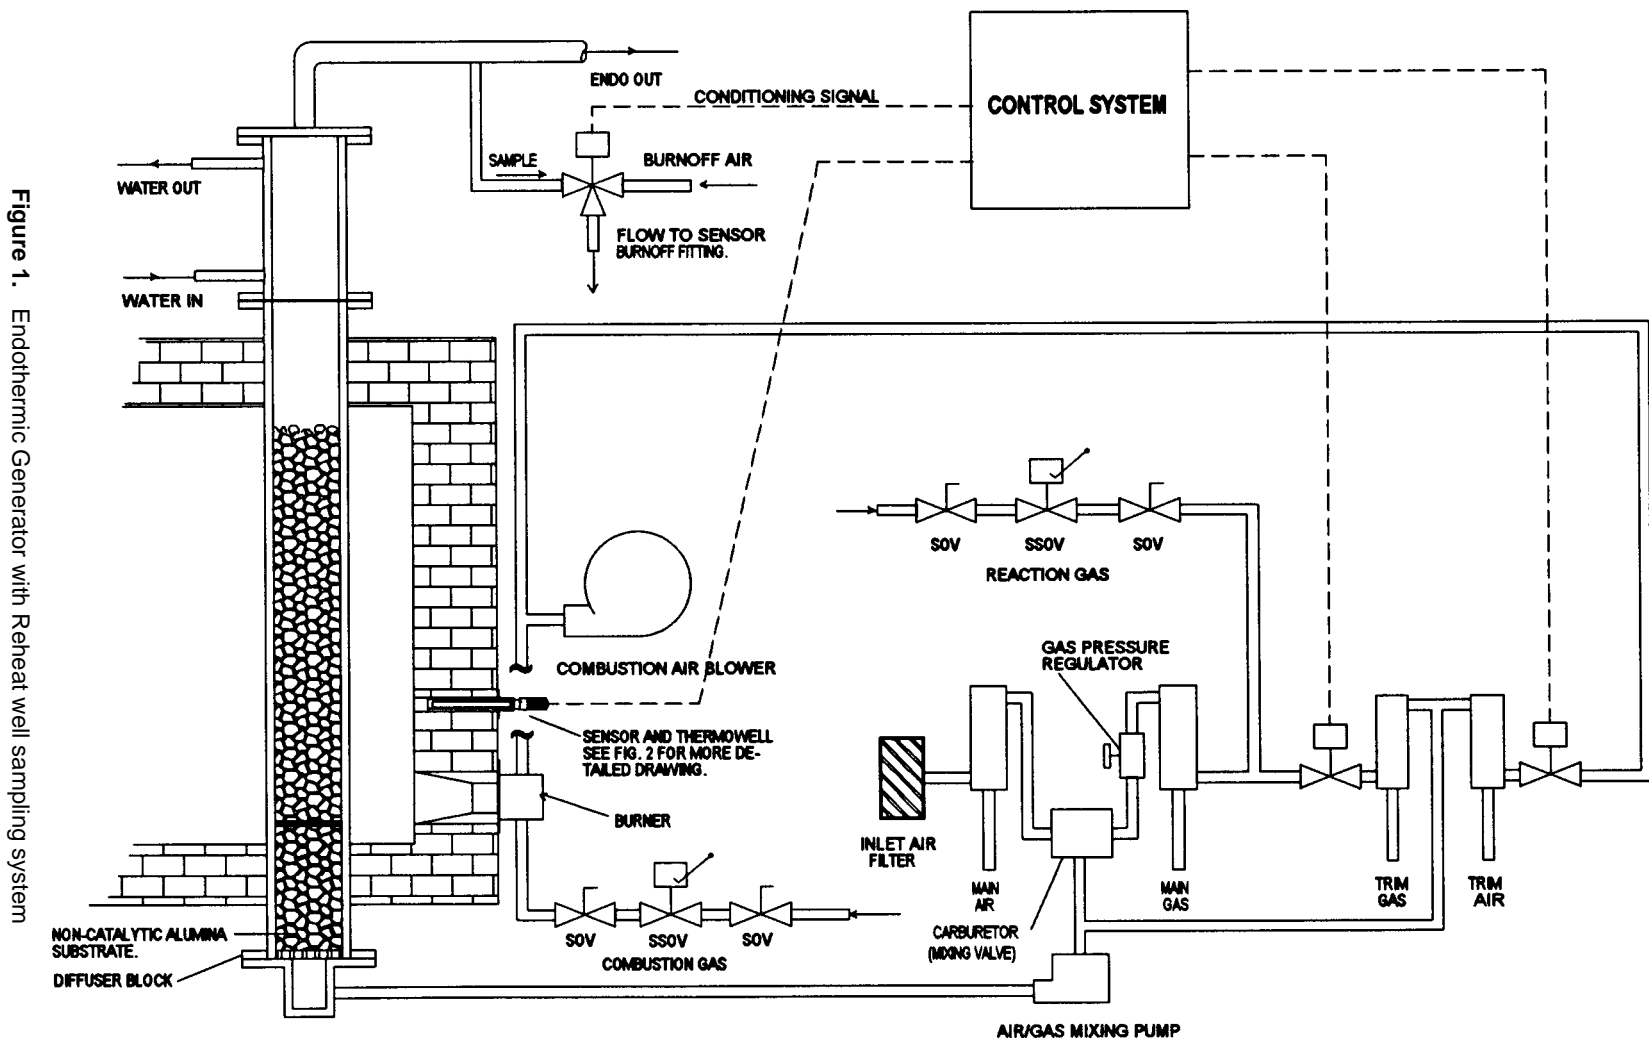 ENDO OUT
CONDITIONING SIGNAL
CONTROL SYSTEM
SAMPLE
BURNOFF AIR
WATER OUT
FLOW TO SENSOR
BURNOFF FITTING.
WATER IN
SOV
SSOV
SOV
REACTION GAS
COMBUSTION AIR BLOWER
GAS PRESSURE
REGULATOR
SENSOR AND THERMOWELL
SEE FIG. 2 FOR MORE DE-
TAILED DRAWING.
BURNER
INLET AIR
FILTER
MAIN
AIR
MAIN
GAS
TRIM
GAS
TRIM
AIR
CARBURETOR
(MIXING VALVE)
NON-CATALYTIC ALUMINA
SUBSTRATE.
DIFFUSER BLOCK
SOV
SSOV
SOV
COMBUSTION GAS
AIR/GAS MIXING PUMP
Figure 1. Endothermic Generator with Reheat well sampling system